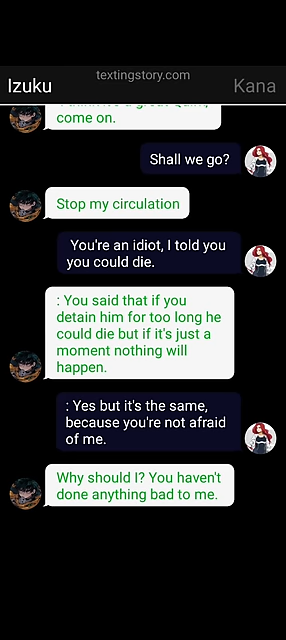 textingstory.com
Izuku
Kana
come on.
Shall we go?
Stop my circulation
You're an idiot, I told you
you could die.
: You said that if you
detain him for too long he
could die but if it's just a
moment nothing will
happen.
: Yes but it's the same,
because you're not afraid
of me.
Why should I? You haven't
done anything bad to me.